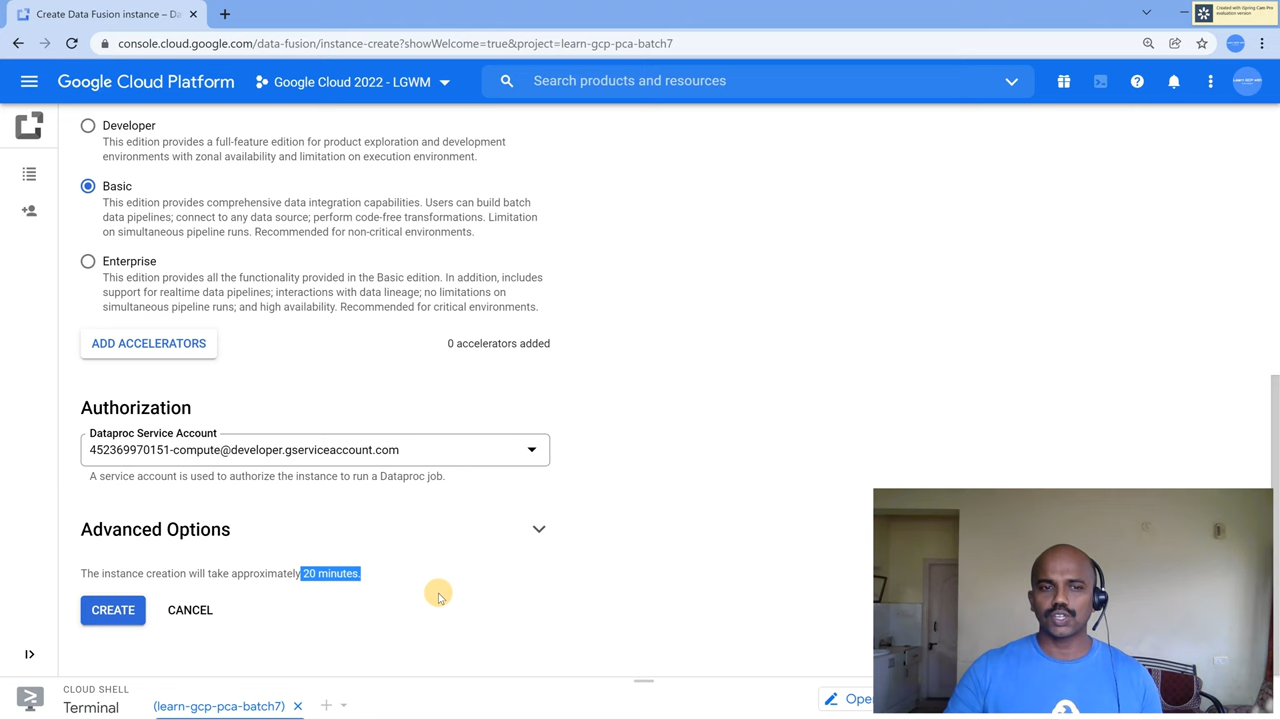 Create Data Fusion instance – Da
Created with iSpring Cam Pro
evaluation version
console.cloud.google.com/data-fusion/instance-create?showWelcome=true&project=learn-gcp-pca-batch7
Google Cloud Platform
Google Cloud 2022 - LGWM
Search products and resources
Developer
This edition provides a full-feature edition for product exploration and development
environments with zonal availability and limitation on execution environment.
Basic
This edition provides comprehensive data integration capabilities. Users can build batch
data pipelines; connect to any data source; perform code-free transformations. Limitation
on simultaneous pipeline runs. Recommended for non-critical environments.
Enterprise
This edition provides all the functionality provided in the Basic edition. In addition, includes
support for realtime data pipelines; interactions with data lineage; no limitations on
simultaneous pipeline runs; and high availability. Recommended for critical environments.
ADD ACCELERATORS
0 accelerators added
Authorization
Dataproc Service Account
452369970151-compute@developer.gserviceaccount.com
A service account is used to authorize the instance to run a Dataproc job.
Advanced Options
The instance creation will take approximately 20 minutes.
CREATE
CANCEL
CLOUD SHELL
Terminal
(learn-gcp-pca-batch7)
Ope